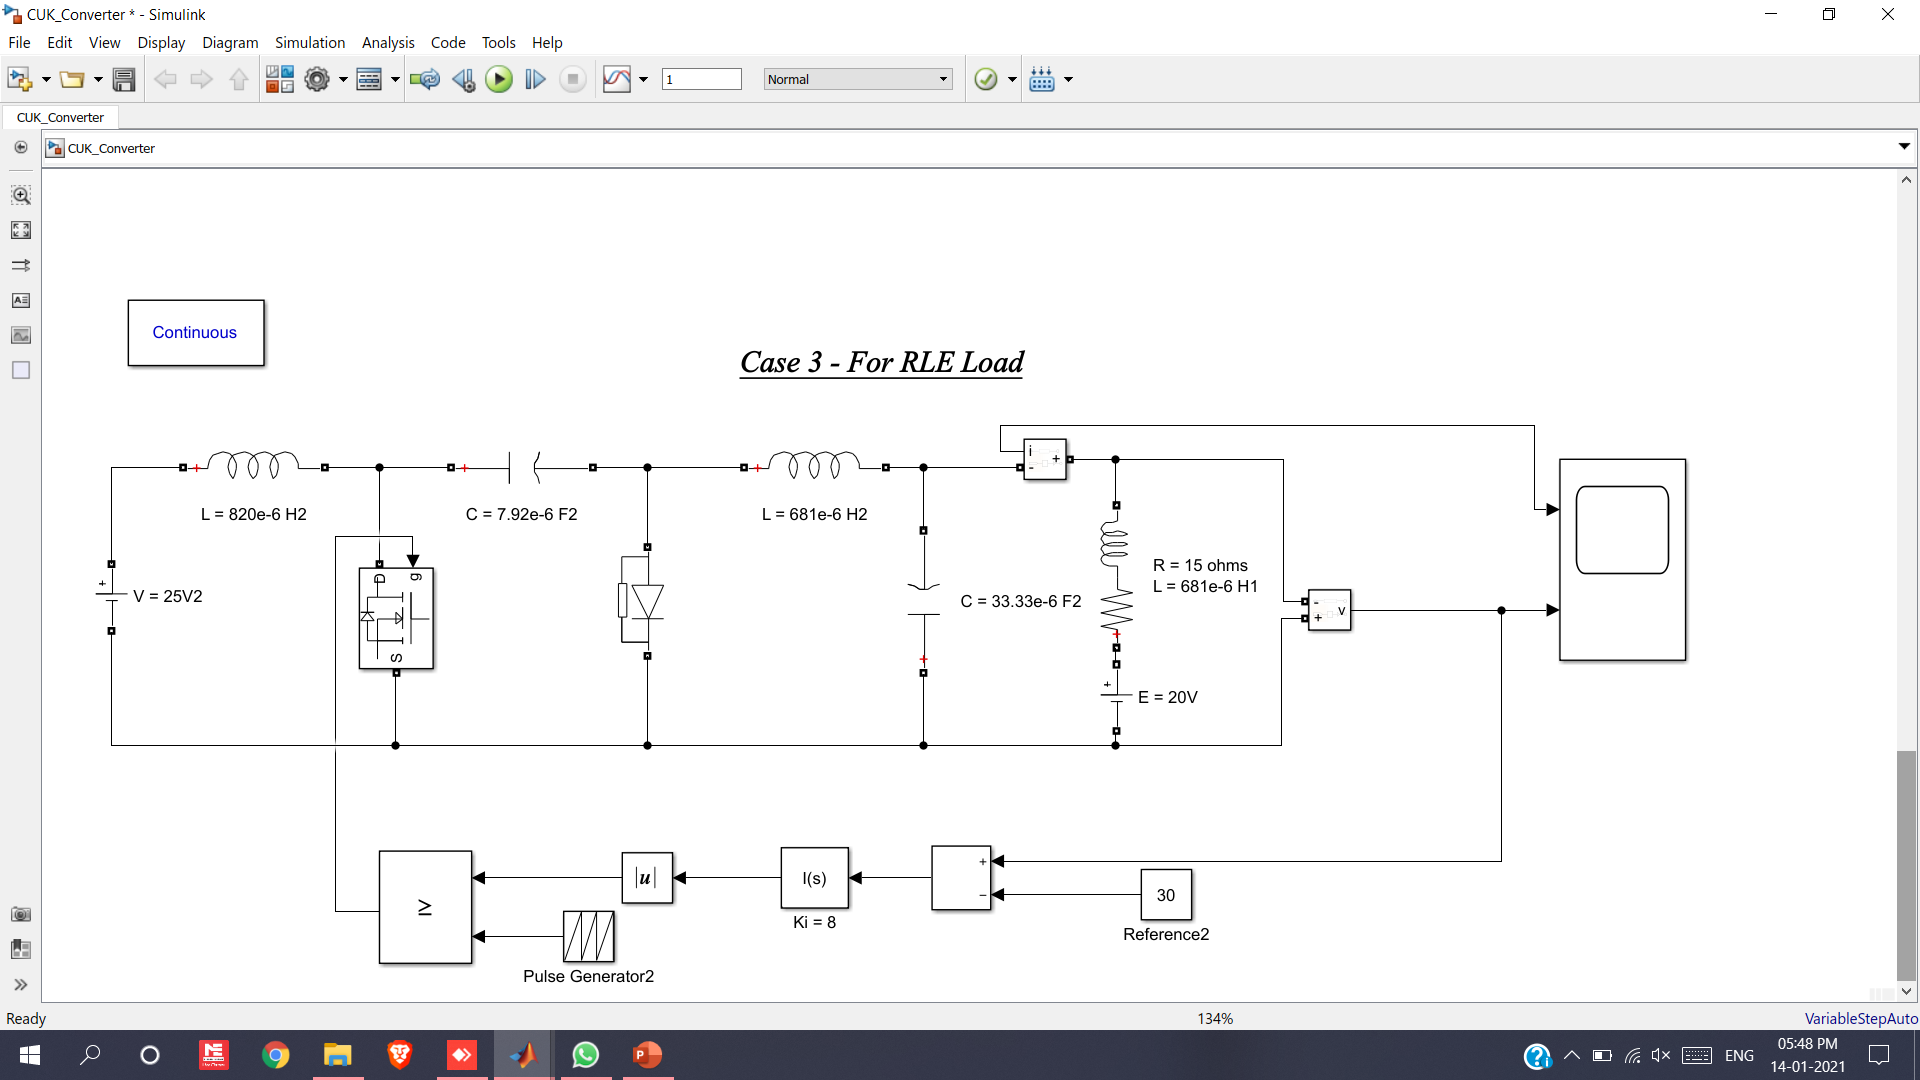 CUK_Converter * - Simulink
File Edit View Display Diagram Simulation Analysis Code Tools Help
1 Normal
CUK_Converter
CUK_Converter
Continuous
Case 3 - For RLE Load
i
+
-
L = 820e-6 H2
C = 7.92e-6 F2
L = 681e-6 H2
D g
S
+
V = 25V2
R = 15 ohms
L = 681e-6 H1
C = 33.33e-6 F2
-
+ v
+
E = 20V
≥
|u|
I(s)
+
-
30
Ki = 8
Reference2
Pulse Generator2
Ready 134% VariableStepAuto
ENG 05:48 PM
14-01-2021